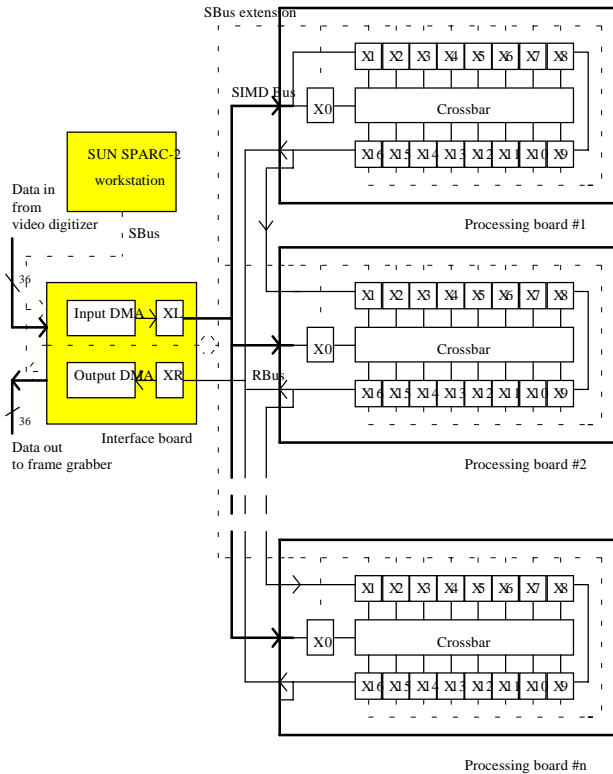 SBus extension
X1 X2 X3 X4 X5 X6 X7 X8
SIMD Bus
X0
Crossbar
X16 X15 X14 X13 X12 X11 X10 X9
Processing board #1
SUN SPARC-2
workstation
Data in
from
video digitizer
SBus
36
Input DMA
XL
Output DMA
XR
RBus
36
Interface board
Data out
to frame grabber
X1 X2 X3 X4 X5 X6 X7 X8
X0
Crossbar
X16 X15 X14 X13 X12 X11 X10 X9
Processing board #2
X1 X2 X3 X4 X5 X6 X7 X8
X0
Crossbar
X16 X15 X14 X13 X12 X11 X10 X9
Processing board #n